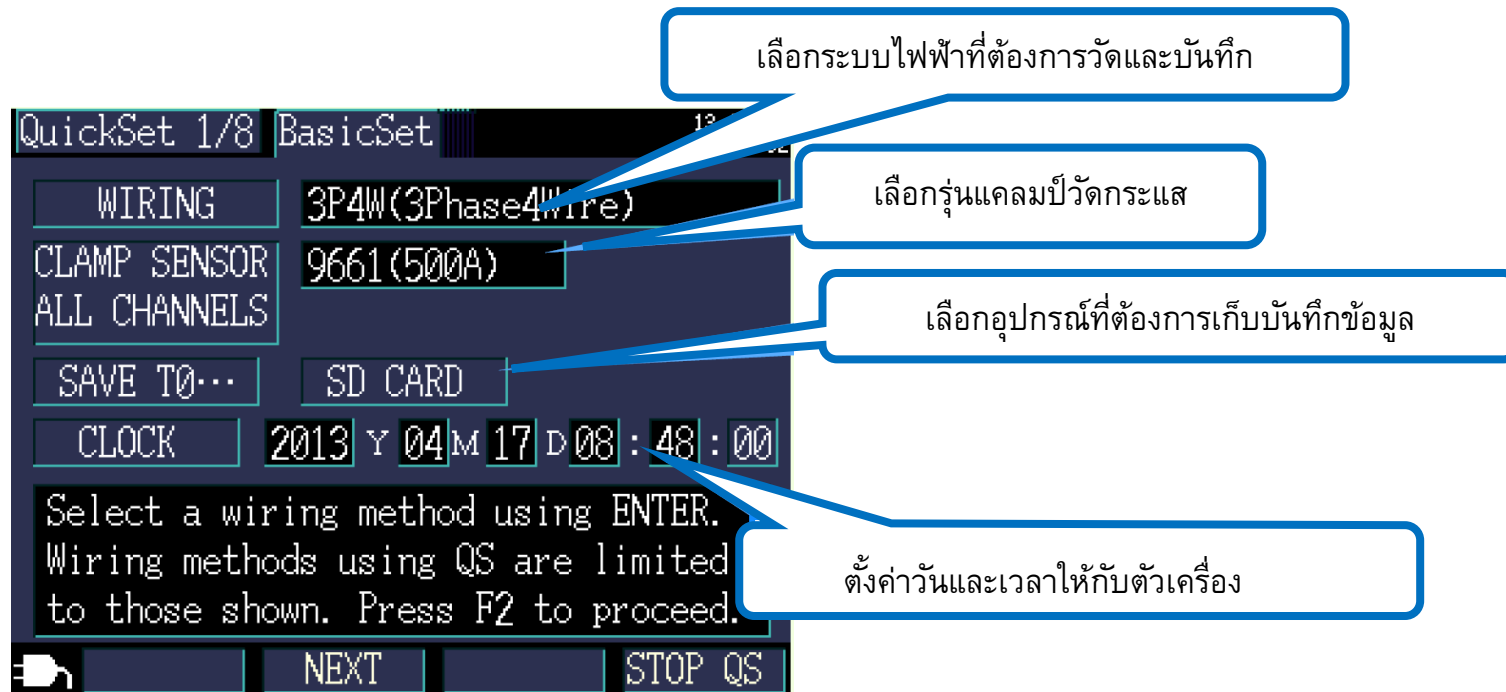 เลือกระบบไฟฟ้าที่ต้องการวัดและบันทึก
QuickSet 1/8 BasicSet
WIRING 3P4W(3Phase4Wire)
เลือกรุ่นแคลมป์วัดกระแส
CLAMP SENSOR 9661(500A)
ALL CHANNELS
เลือกอุปกรณ์ที่ต้องการเก็บบันทึกข้อมูล
SAVE TO··· SD CARD
CLOCK 2013 Y 04 M 17 D 08 : 48 : 00
Select a wiring method using ENTER.
Wiring methods using QS are limited
to those shown. Press F2 to proceed.
ตั้งค่าวันและเวลาให้กับตัวเครื่อง
NEXT STOP QS